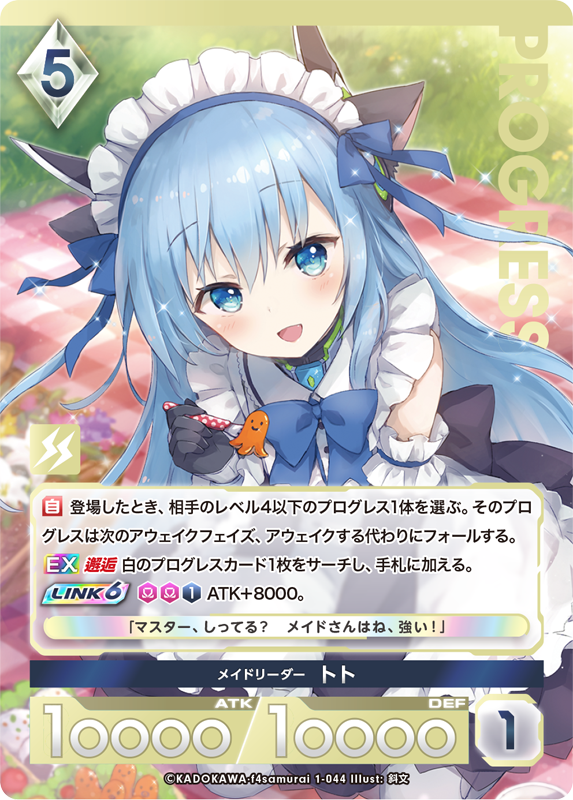 5
PROGRESS
自 登場したとき、相手のレベル4以下のプログレス1体を選ぶ。そのプロ
グレスは次のアウェイクフェイズ、アウェイクする代わりにフォールする。
EX 邂逅 白のプログレスカード1枚をサーチし、手札に加える。
LINK 6 Ω Ω 1 ATK+8000。
「マスター、しってる? メイドさんはね、強い!」
メイドリーダー トト
ATK DEF
10000/10000 1
©KADOKAWA・f4samurai 1-044 Illust: 斜文